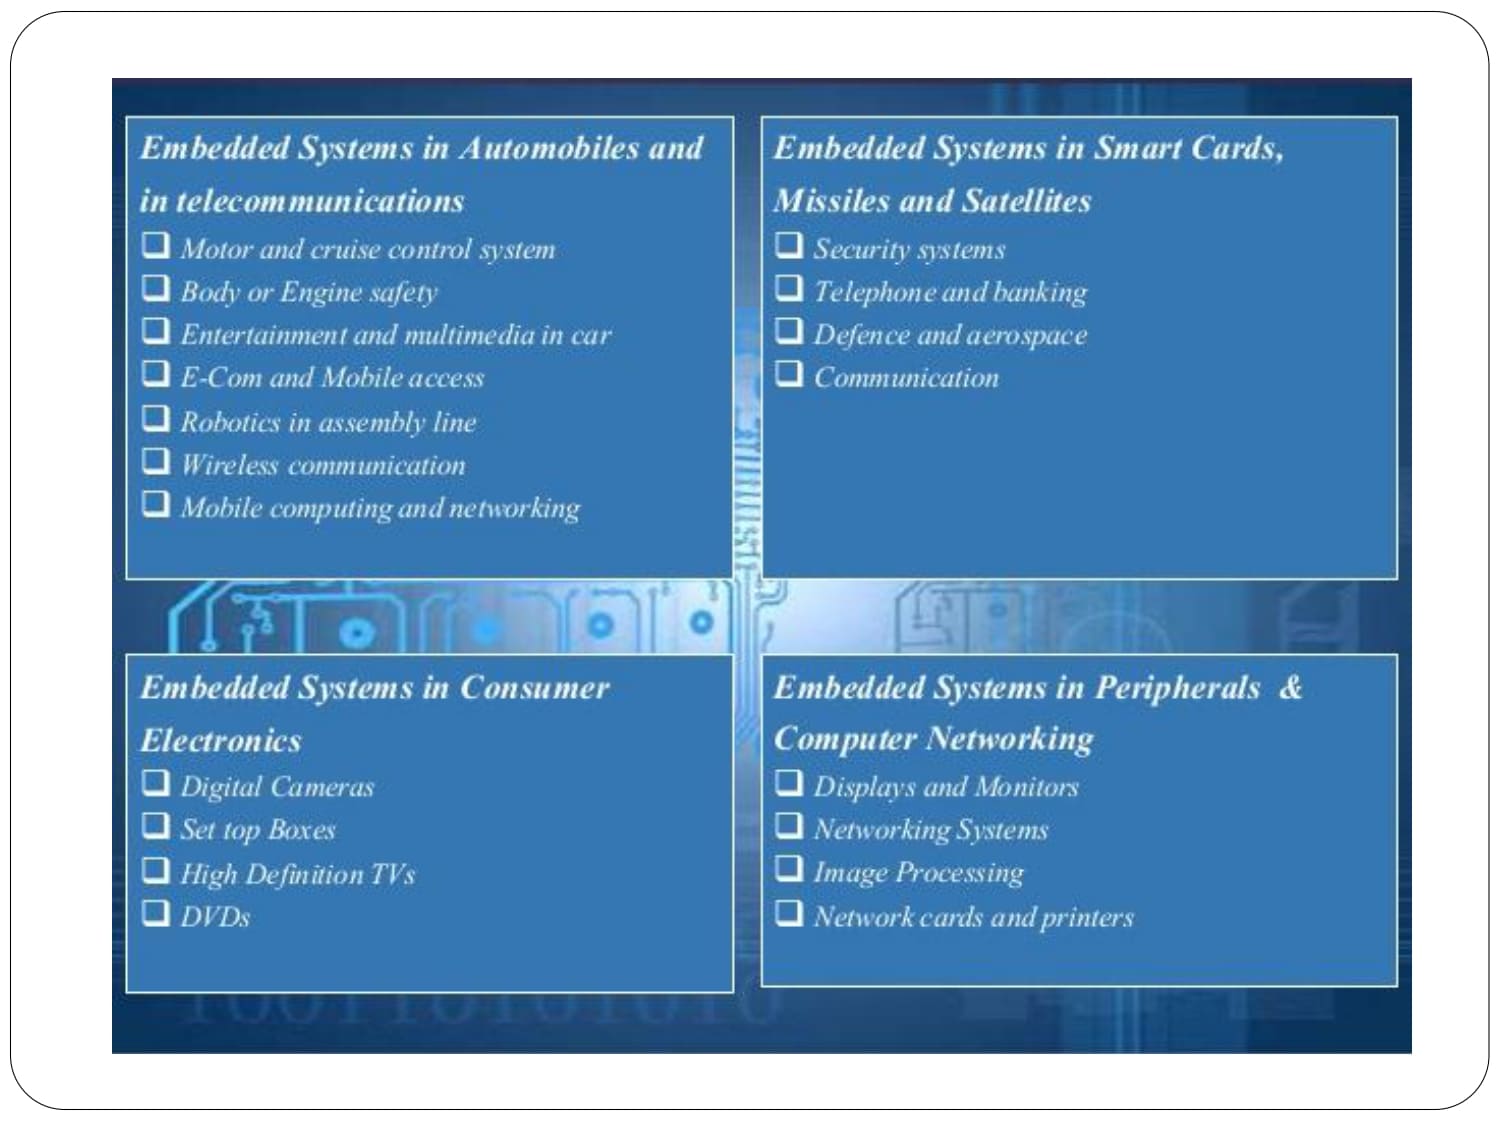 Embedded Systems in Automobiles and
in telecommunications
Motor and cruise control system
Body or Engine safety
Entertainment and multimedia in car
E-Com and Mobile access
Robotics in assembly line
Wireless communication
Mobile computing and networking
Embedded Systems in Smart Cards,
Missiles and Satellites
Security systems
Telephone and banking
Defence and aerospace
Communication
Embedded Systems in Consumer
Electronics
Digital Cameras
Set top Boxes
High Definition TVs
DVDs
Embedded Systems in Peripherals &
Computer Networking
Displays and Monitors
Networking Systems
Image Processing
Network cards and printers